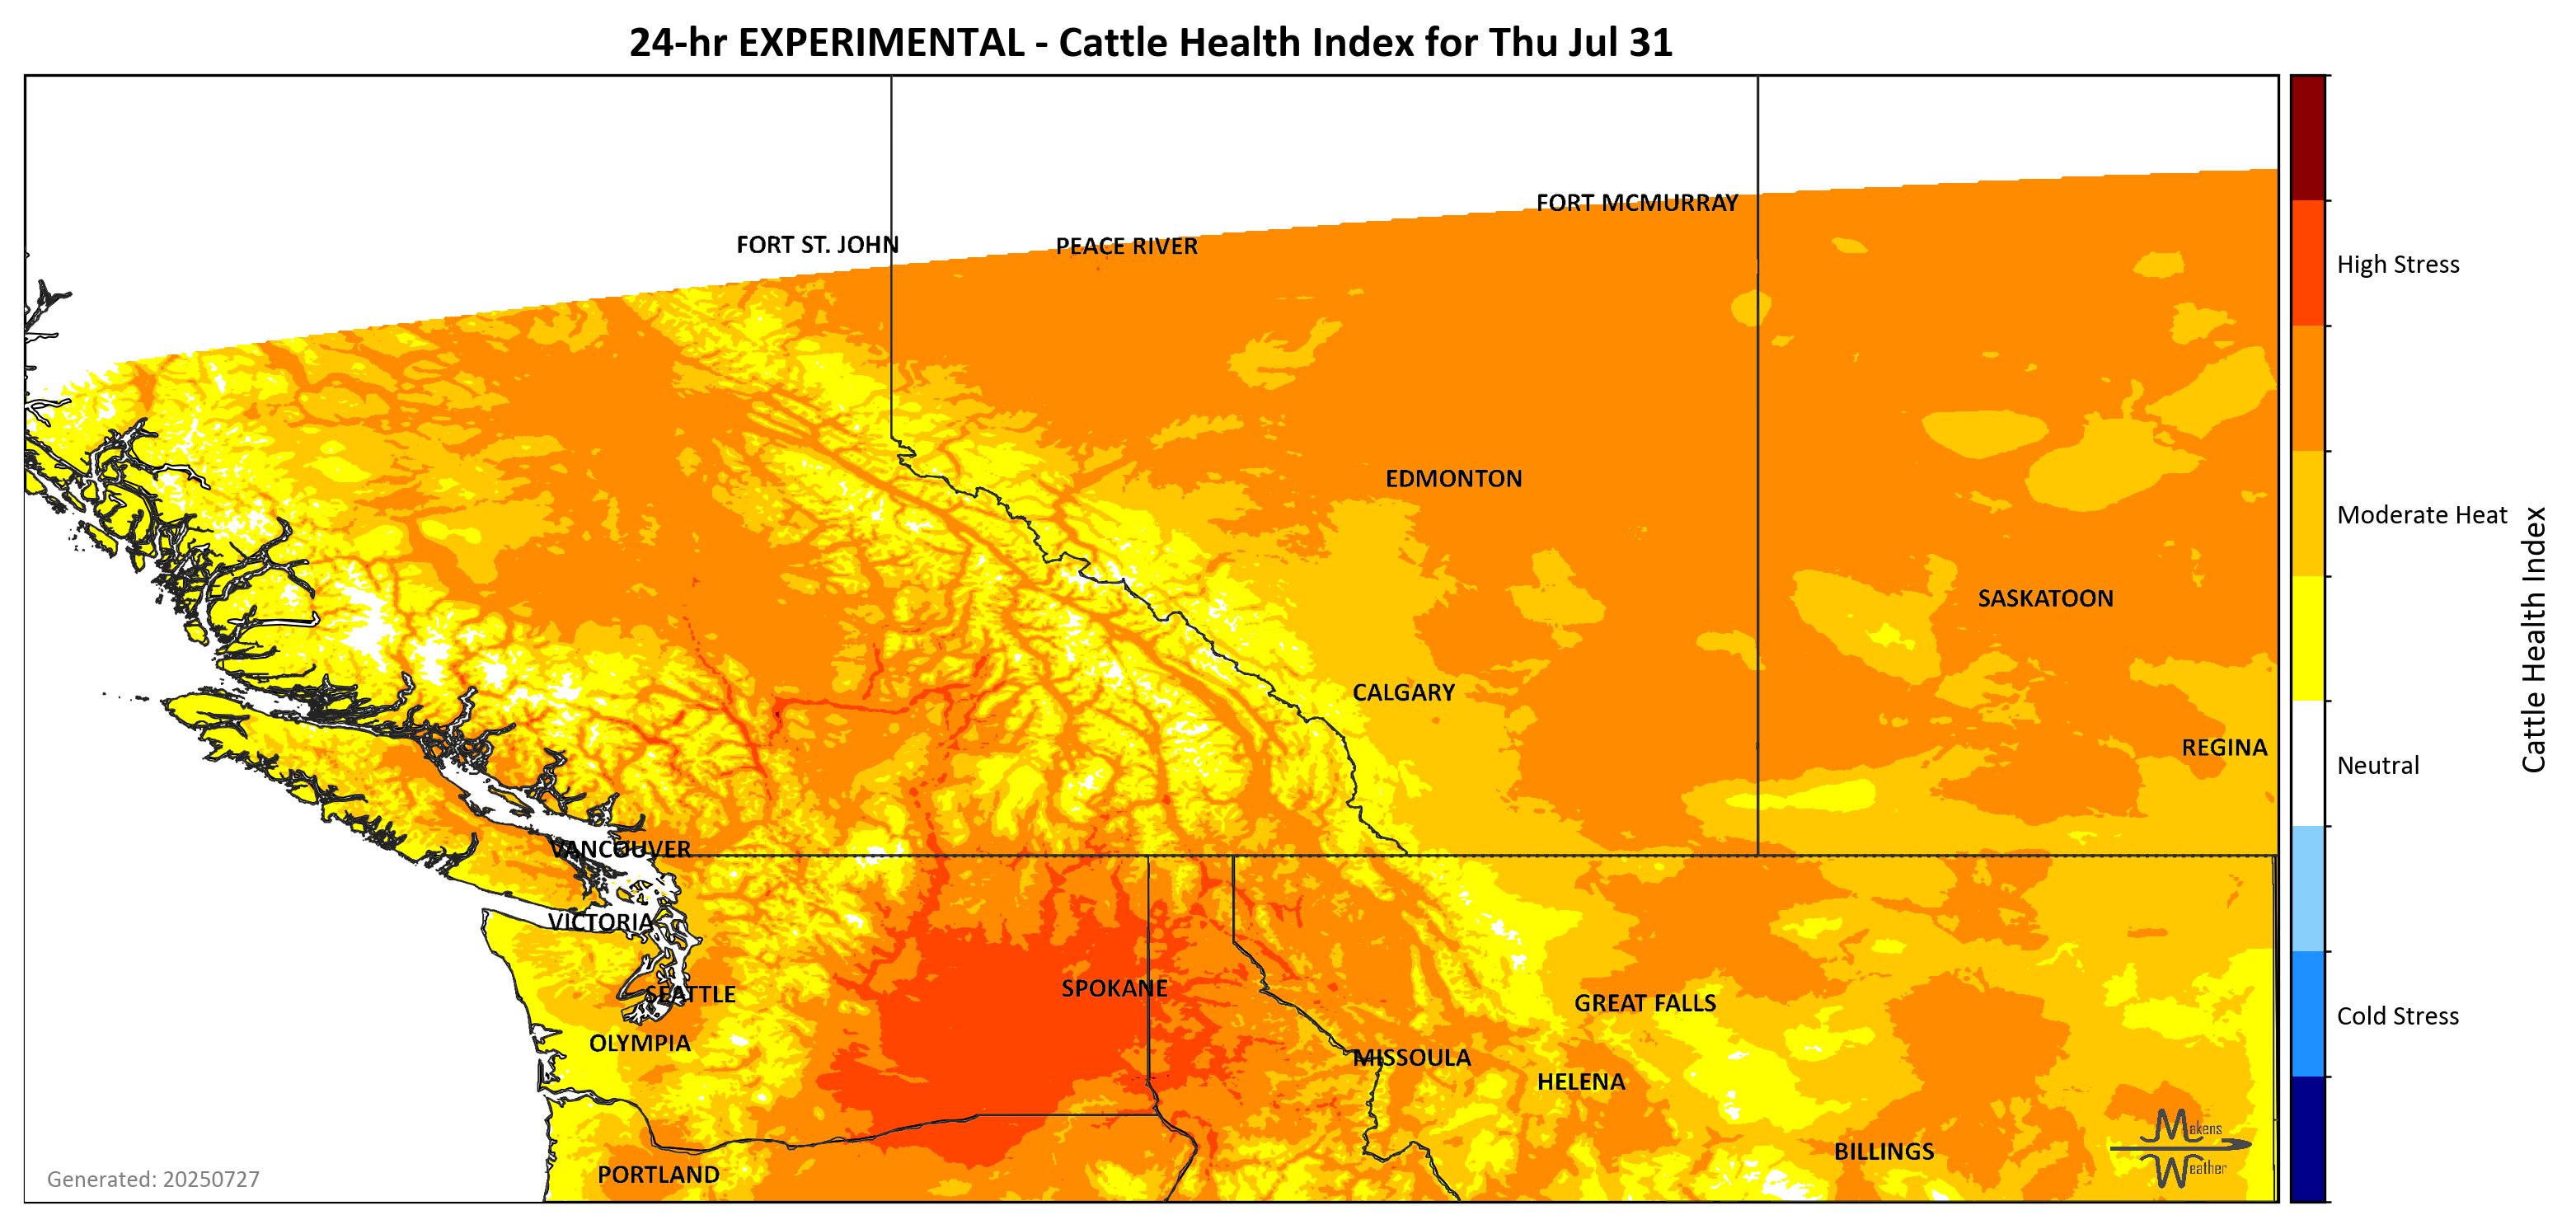 24-hr EXPERIMENTAL - Cattle Health Index for Thu Jul 31
FORT MCMURRAY
FORT ST. JOHN
PEACE RIVER
High Stress
EDMONTON
Moderate Heat
SASKATOON
Cattle Health Index
CALGARY
REGINA
Neutral
VANCOUVER
VICTORIA
SPOKANE
SEATTLE
GREAT FALLS
Cold Stress
OLYMPIA
MISSOULA
HELENA
Makens
Weather
BILLINGS
PORTLAND
Generated: 20250727